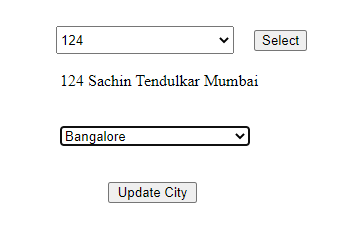 124 Select
124 Sachin Tendulkar Mumbai
Bangalore
Update City